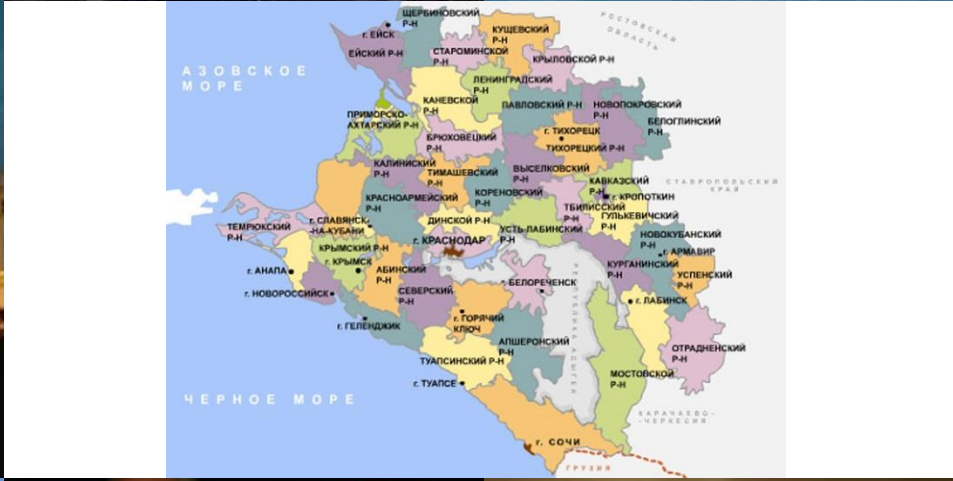 ЩЕРБИНОВСКИЙ
Р-Н
г. ЕЙСК
ЕЙСКИЙ Р-Н
КУЩЕВСКИЙ
Р-Н
РОСТОВСКАЯ
ОБЛАСТЬ
СТАРОМИНСКОЙ
Р-Н
КРЫЛОВСКОЙ Р-Н
АЗОВСКОЕ
МОРЕ
ЛЕНИНГРАДСКИЙ
Р-Н
КАНЕВСКОЙ
Р-Н
ПАВЛОВСКИЙ Р-Н
НОВОПОКРОВСКИЙ
Р-Н
БЕЛОГЛИНСКИЙ
Р-Н
ПРИМОРСКО-
АХТАРСКИЙ Р-Н
БРЮХОВЕЦКИЙ
Р-Н
г. ТИХОРЕЦК
ТИХОРЕЦКИЙ Р-Н
КАЛИНИСКИЙ
Р-Н
ТИМАШЕВСКИЙ
Р-Н
ВЫСЕЛКОВСКИЙ
Р-Н
КАВКАЗСКИЙ
Р-Н
г. КРОПОТКИН
СТАВРОПОЛЬСКИЙ
КРАЙ
КРАСНОАРМЕЙСКИЙ
Р-Н
КОРЕНОВСКИЙ
Р-Н
ТБИЛИССКИЙ
Р-Н
ГУЛЬКЕВИЧСКИЙ
Р-Н
ТЕМРЮКСКИЙ
Р-Н
г. СЛАВЯНСК-
-НА-КУБАНИ
ДИНСКОЙ Р-Н
УСТЬ-ЛАБИНСКИЙ
Р-Н
НОВОКУБАНСКИЙ
Р-Н
г. АРМАВИР
КРЫМСКИЙ Р-Н
г. КРЫМСК
г. КРАСНОДАР
г. АНАПА
АБИНСКИЙ
Р-Н
КУРГАНИНСКИЙ
Р-Н
УСПЕНСКИЙ
Р-Н
г. НОВОРОССИЙСК
СЕВЕРСКИЙ
Р-Н
г. БЕЛОРЕЧЕНСК
РЕСПУБЛИКА АДЫГЕЯ
г. ЛАБИНСК
г. ГЕЛЕНДЖИК
г. ГОРЯЧИЙ
КЛЮЧ
АПШЕРОНСКИЙ
Р-Н
ОТРАДНЕНСКИЙ
Р-Н
ТУАПСИНСКИЙ Р-Н
г. ТУАПСЕ
МОСТОВСКОЙ
Р-Н
ЧЕРНОЕ МОРЕ
КАРАЧАЕВО-
-ЧЕРКЕСИЯ
г. СОЧИ
ГРУЗИЯ